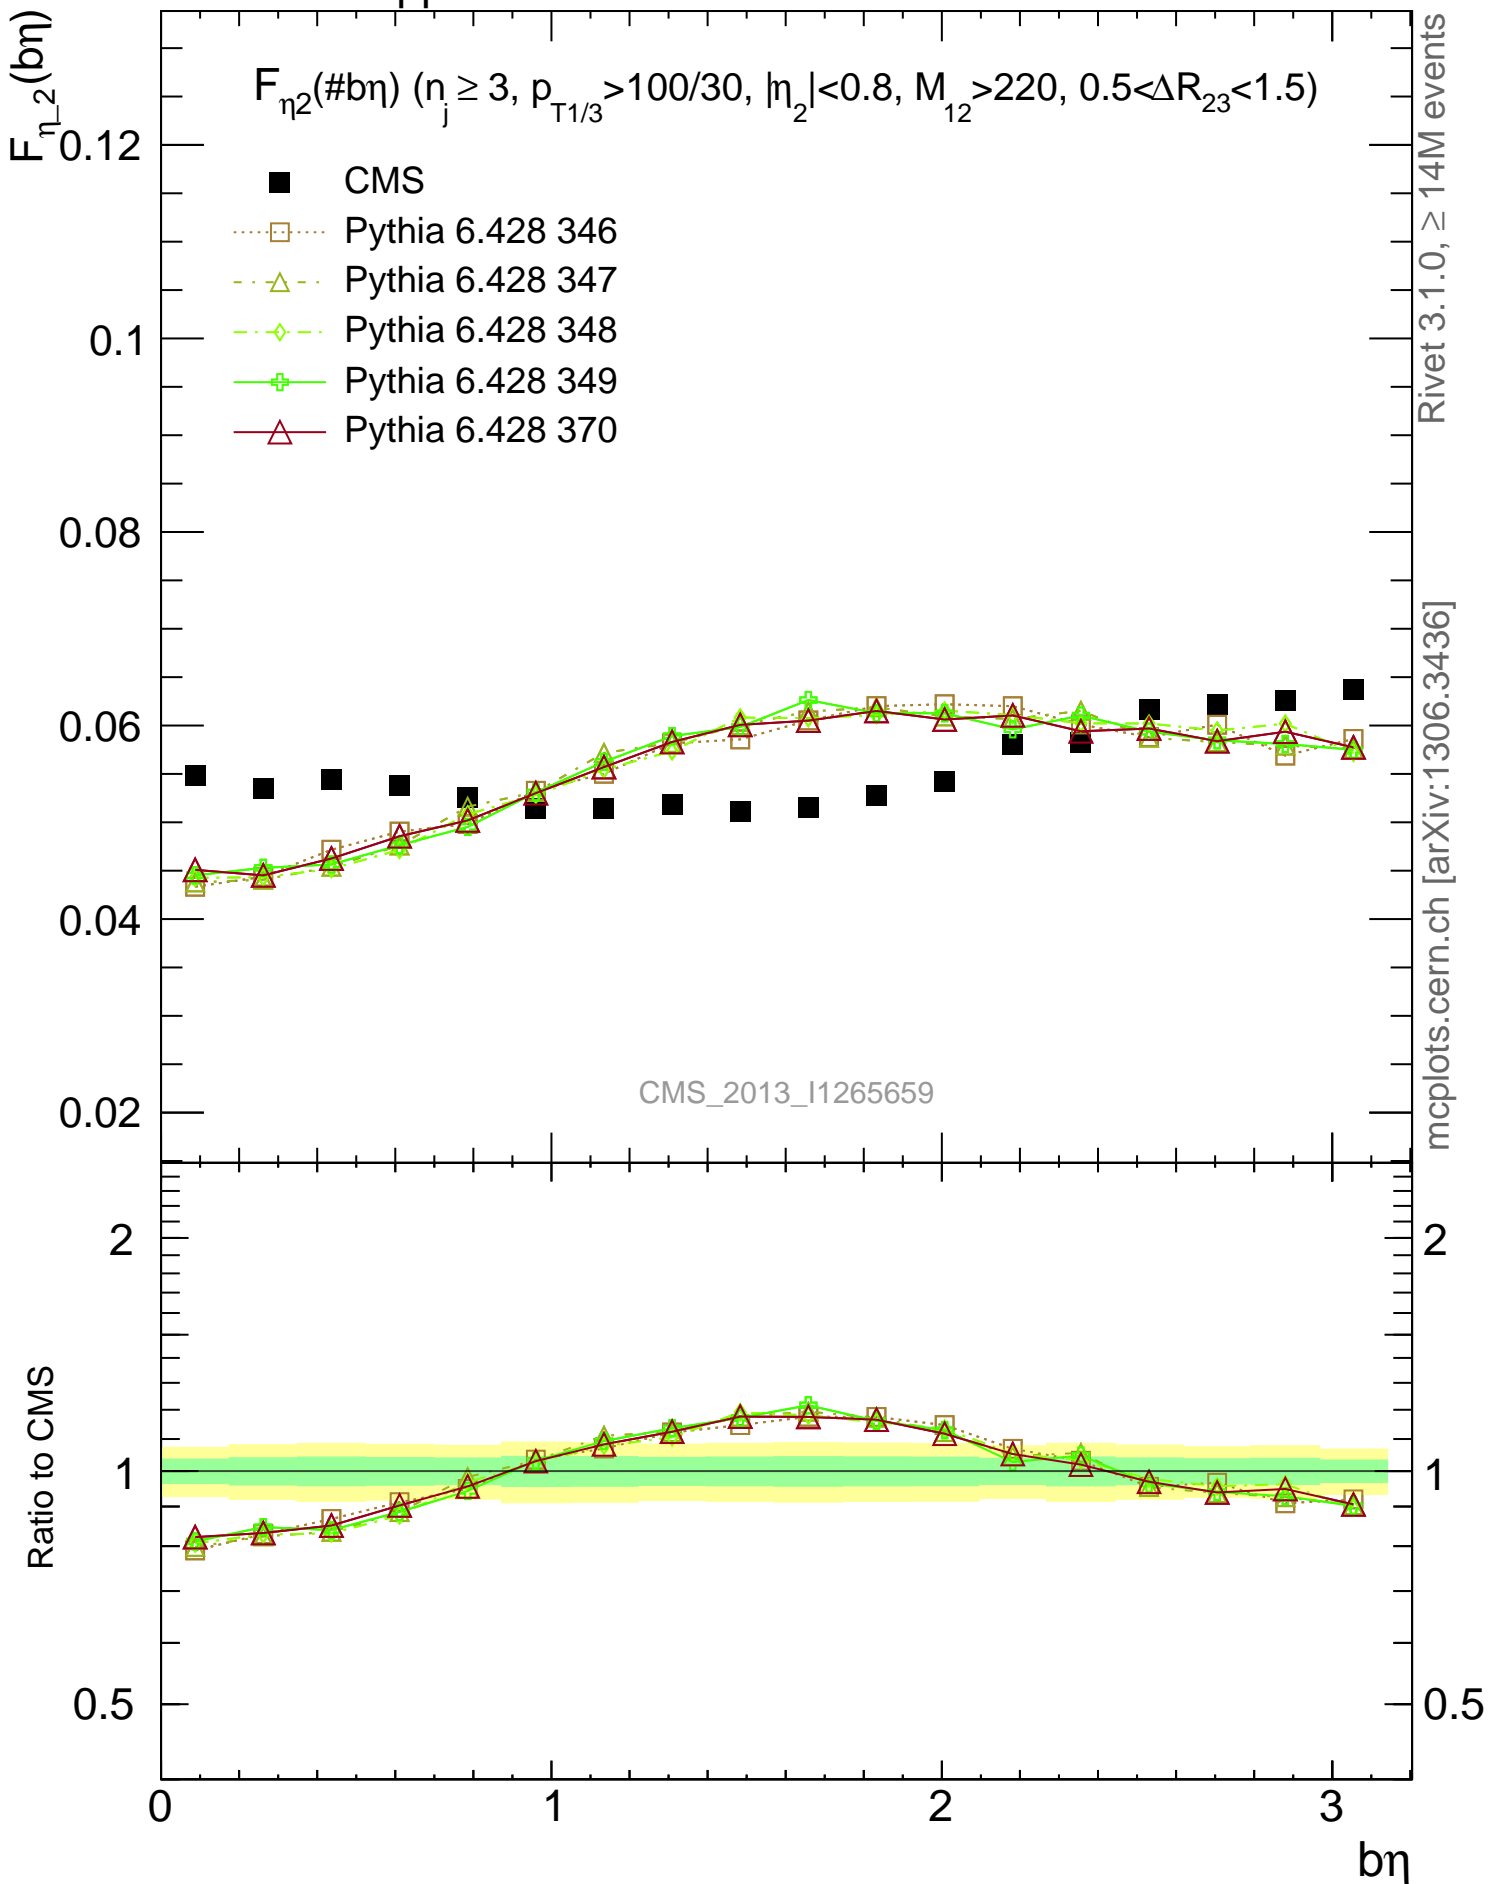 F_η_2(bη)
F_η2(#bη) (n_j ≥ 3, p_T1/3>100/30, |η_2|<0.8, M_12>220, 0.5<ΔR_23<1.5)
CMS
Pythia 6.428 346
Pythia 6.428 347
Pythia 6.428 348
Pythia 6.428 349
Pythia 6.428 370
0.12
0.1
0.08
0.06
0.04
0.02
CMS_2013_I1265659
Rivet 3.1.0, ≥ 14M events
mcplots.cern.ch [arXiv:1306.3436]
Ratio to CMS
2
1
0.5
2
1
0.5
0 1 2 3
bη